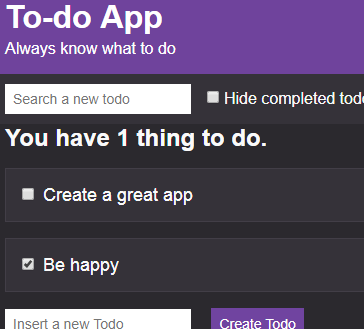 To-do App
Always know what to do
Search a new todo
Hide completed tod
You have 1 thing to do.
Create a great app
Be happy
Insert a new Todo
Create Todo